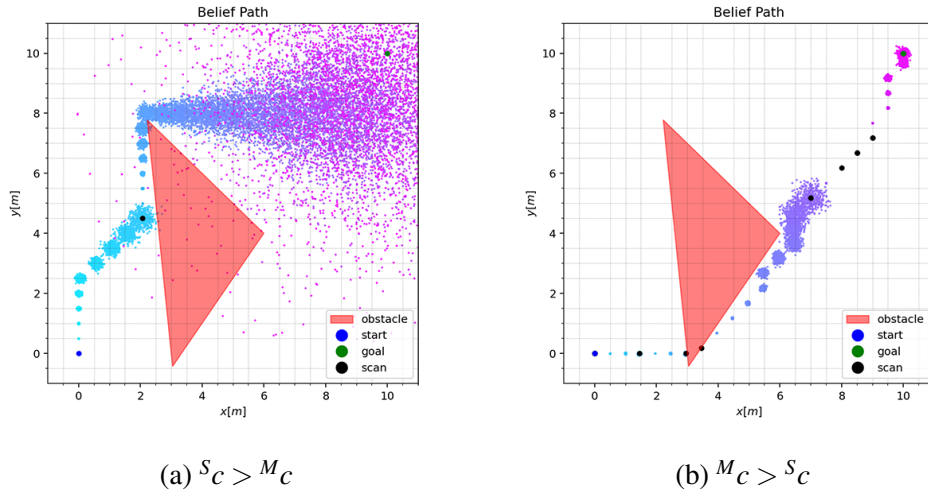 Belief Path
10
8
6
4
2
0
y[m]
0
2
4
6
8
10
x[m]
obstacle
start
goal
scan
(a) ᔆc > ᴹc
Belief Path
10
8
6
4
2
0
y[m]
0
2
4
6
8
10
x[m]
obstacle
start
goal
scan
(b) ᴹc > ᔆc